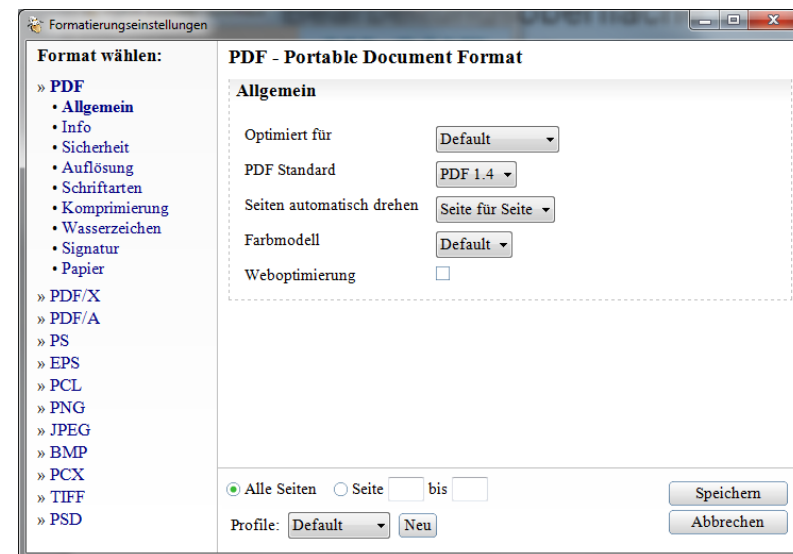 Formatierungseinstellungen
Format wählen:
» PDF
• Allgemein
• Info
• Sicherheit
• Auflösung
• Schriftarten
• Komprimierung
• Wasserzeichen
• Signatur
• Papier
» PDF/X
» PDF/A
» PS
» EPS
» PCL
» PNG
» JPEG
» BMP
» PCX
» TIFF
» PSD
PDF - Portable Document Format
Allgemein
Optimiert für Default
PDF Standard PDF 1.4
Seiten automatisch drehen Seite für Seite
Farbmodell Default
Weboptimierung
Alle Seiten Seite bis
Profile: Default Neu
Speichern
Abbrechen